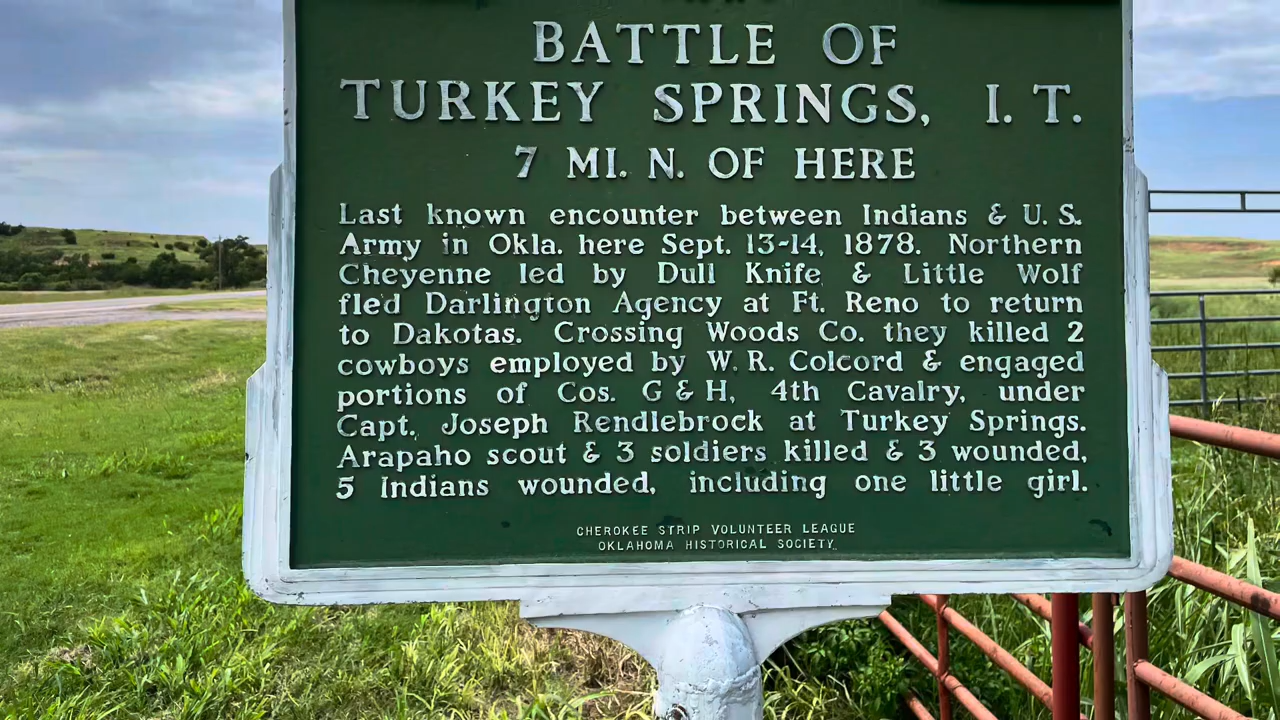 BATTLE OF
TURKEY SPRINGS, I. T.
7 MI. N. OF HERE
Last known encounter between Indians & U. S.
Army in Okla. here Sept. 13-14, 1878. Northern
Cheyenne led by Dull Knife & Little Wolf
fled Darlington Agency at Ft. Reno to return
to Dakotas. Crossing Woods Co. they killed 2
cowboys employed by W. R. Colcord & engaged
portions of Cos. G & H, 4th Cavalry, under
Capt. Joseph Rendlebrock at Turkey Springs.
Arapaho scout & 3 soldiers killed & 3 wounded,
5 Indians wounded, including one little girl.
CHEROKEE STRIP VOLUNTEER LEAGUE
OKLAHOMA HISTORICAL SOCIETY